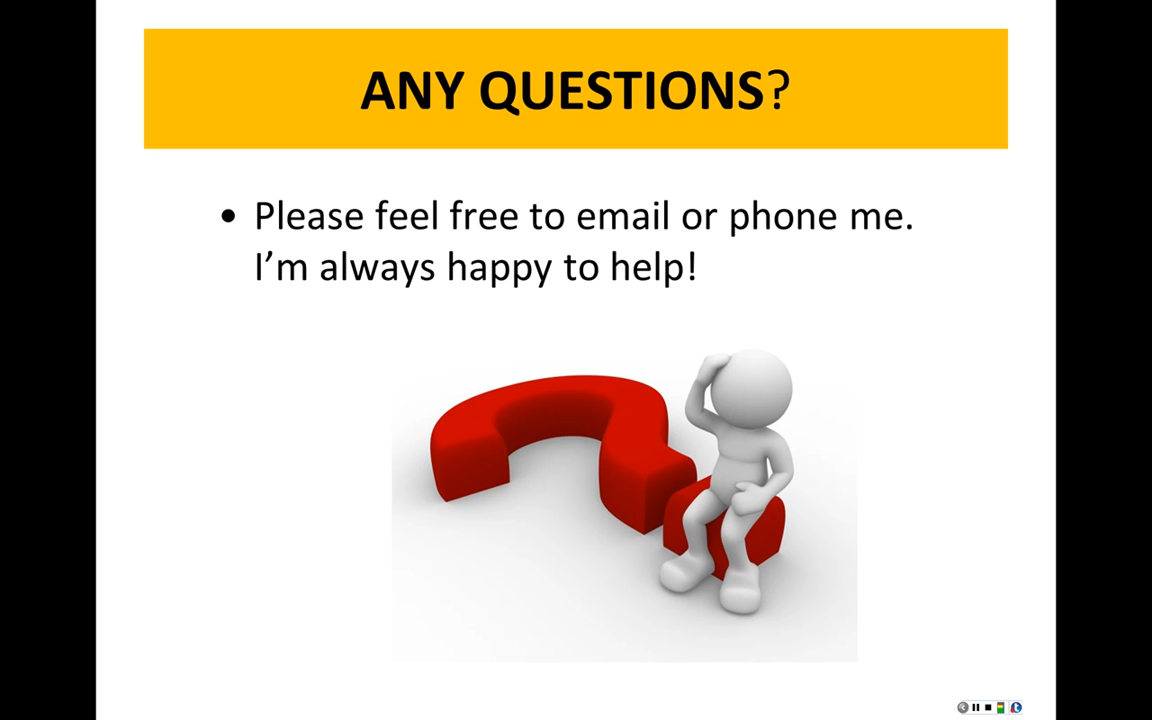 ANY QUESTIONS?
• Please feel free to email or phone me.
I’m always happy to help!